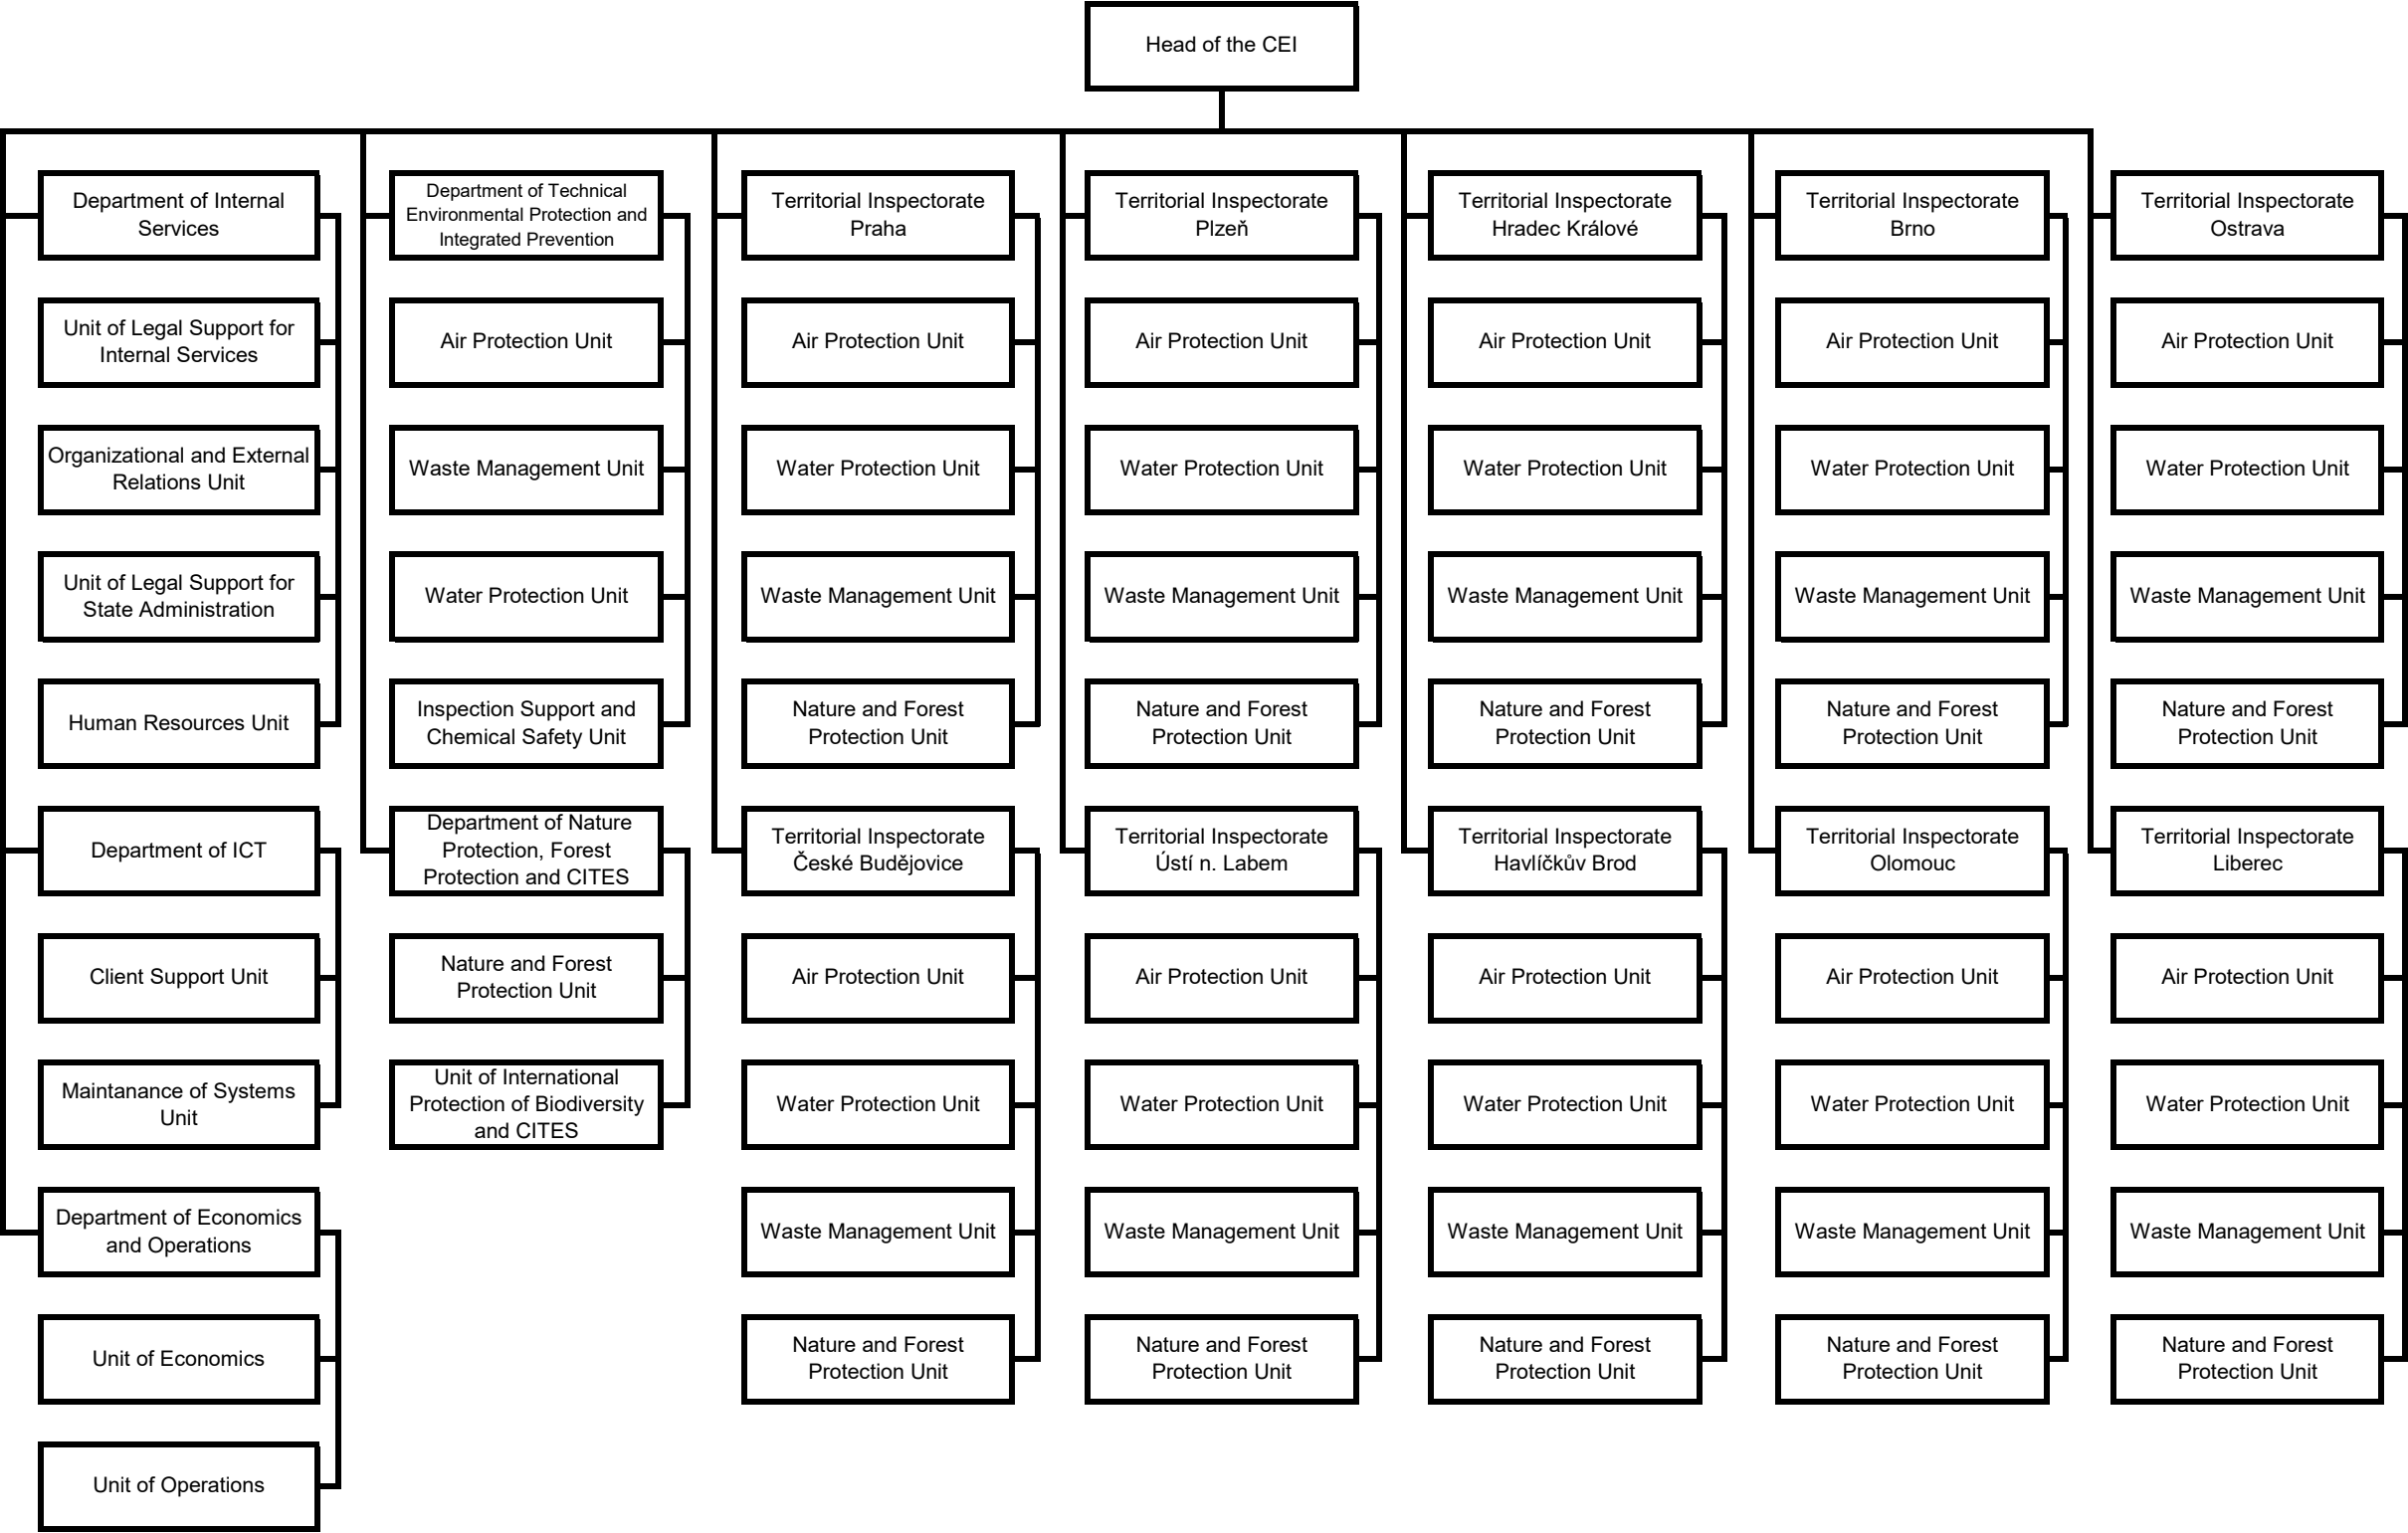 Head of the CEI
Department of Internal
Services
Unit of Legal Support for
Internal Services
Organizational and External
Relations Unit
Unit of Legal Support for
State Administration
Human Resources Unit
Department of ICT
Client Support Unit
Maintanance of Systems
Unit
Department of Economics
and Operations
Unit of Economics
Unit of Operations
Department of Technical
Environmental Protection and
Integrated Prevention
Air Protection Unit
Waste Management Unit
Water Protection Unit
Inspection Support and
Chemical Safety Unit
Department of Nature
Protection, Forest
Protection and CITES
Nature and Forest
Protection Unit
Unit of International
Protection of Biodiversity
and CITES
Territorial Inspectorate
Praha
Air Protection Unit
Water Protection Unit
Waste Management Unit
Nature and Forest
Protection Unit
Territorial Inspectorate
České Budějovice
Air Protection Unit
Water Protection Unit
Waste Management Unit
Nature and Forest
Protection Unit
Territorial Inspectorate
Plzeň
Air Protection Unit
Water Protection Unit
Waste Management Unit
Nature and Forest
Protection Unit
Territorial Inspectorate
Ústí n. Labem
Air Protection Unit
Water Protection Unit
Waste Management Unit
Nature and Forest
Protection Unit
Territorial Inspectorate
Hradec Králové
Air Protection Unit
Water Protection Unit
Waste Management Unit
Nature and Forest
Protection Unit
Territorial Inspectorate
Havlíčkův Brod
Air Protection Unit
Water Protection Unit
Waste Management Unit
Nature and Forest
Protection Unit
Territorial Inspectorate
Brno
Air Protection Unit
Water Protection Unit
Waste Management Unit
Nature and Forest
Protection Unit
Territorial Inspectorate
Olomouc
Air Protection Unit
Water Protection Unit
Waste Management Unit
Nature and Forest
Protection Unit
Territorial Inspectorate
Ostrava
Air Protection Unit
Water Protection Unit
Waste Management Unit
Nature and Forest
Protection Unit
Territorial Inspectorate
Liberec
Air Protection Unit
Water Protection Unit
Waste Management Unit
Nature and Forest
Protection Unit